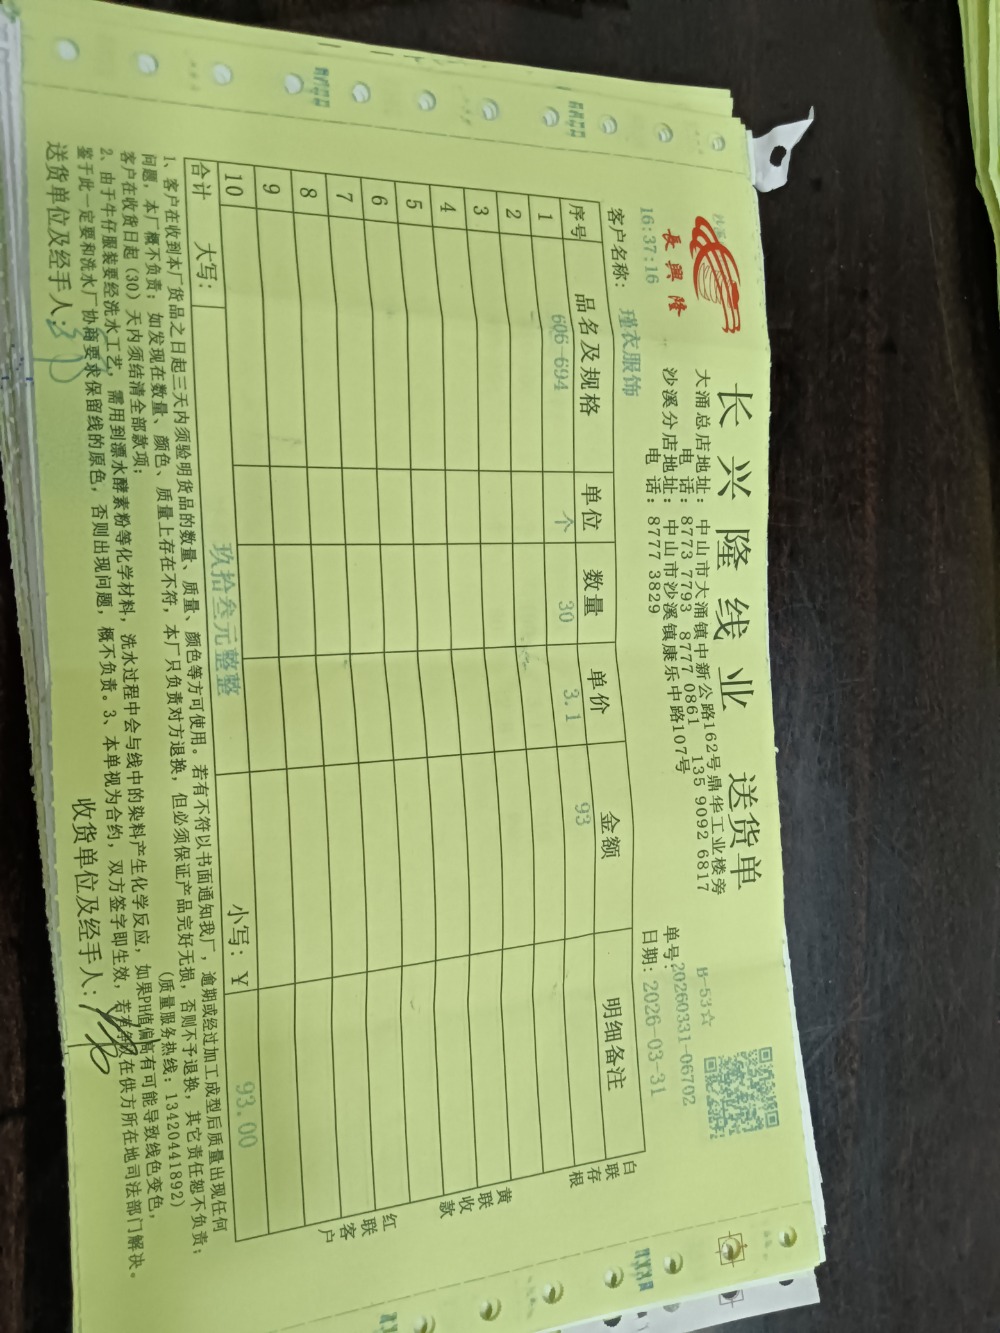 长兴隆线业 送货单
長興隆
大涌总店地址：中山市大涌镇中新公路162号鼎华工业楼旁
电 话：8773 7793 8777 0861 135 9092 6817
沙溪分店地址：中山市沙溪镇康乐中路107号
电 话：8777 3829
B-53☆
16:37:16
单号：20260331-06702
客户名称：瑾衣服饰
日期：2026-03-31
序号 品名及规格 单位 数量 单价 金额 明细备注
1 606-694 个 30 3.1 93
2
3
4
5
6
7
8
9
10
合计 大写：玖拾叁元整整 小写：¥ 93.00
白联存根
黄联收款
红联客户
1、客户在收到本厂货品之日起三天内须验明货品的数量、质量、颜色等方可使用。若有不符以书面通知我厂，逾期或经过加工成型后质量出现任何
问题，本厂概不负责；如发现在数量、颜色、质量上存在不符，本厂只负责对方退换，但必须保证产品完好无损，否则不予退换，其它责任恕不负责；
客户在收货日起（30）天内须结清全部款项； （质量服务热线：13420441892）
2、由于牛仔服装要经洗水工艺，需用到漂水酵素粉等化学材料，洗水过程中会与线中的染料产生化学反应，如果PH值偏高有可能导致线色变色，
鉴于此一定要和洗水厂协商要求保留线的原色，否则出现问题，概不负责。3、本单视为合约，双方签字即生效，若有争议在供方所在地司法部门解决。
送货单位及经手人： 收货单位及经手人：